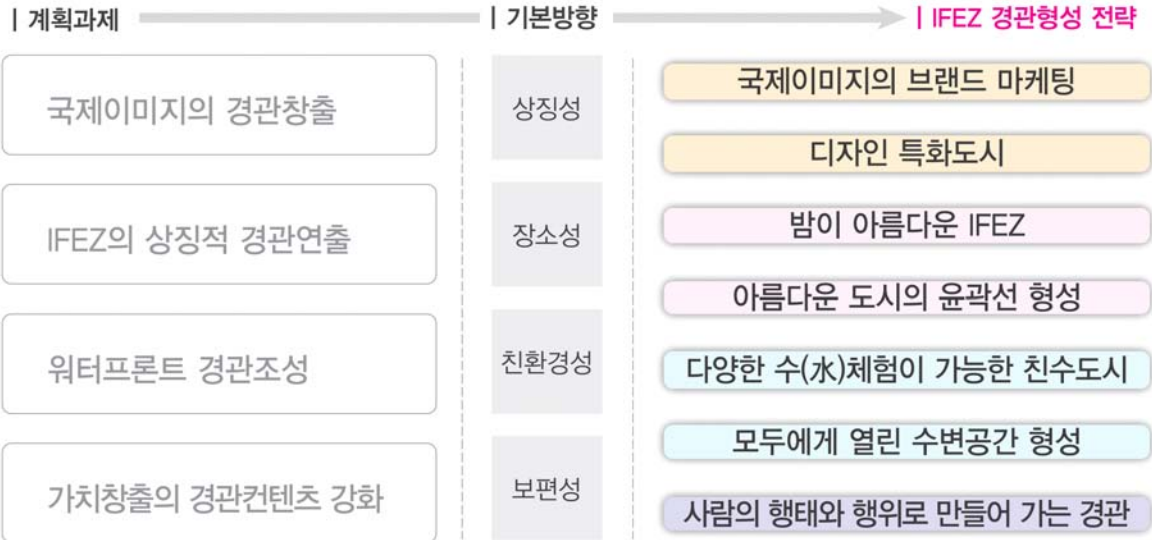 | 계획과제
| 기본방향
| IFEZ 경관형성 전략
국제이미지의 경관창출
IFEZ의 상징적 경관연출
워터프론트 경관조성
가치창출의 경관컨텐츠 강화
상징성
장소성
친환경성
보편성
국제이미지의 브랜드 마케팅
디자인 특화도시
밤이 아름다운 IFEZ
아름다운 도시의 윤곽선 형성
다양한 수(水)체험이 가능한 친수도시
모두에게 열린 수변공간 형성
사람의 행태와 행위로 만들어 가는 경관